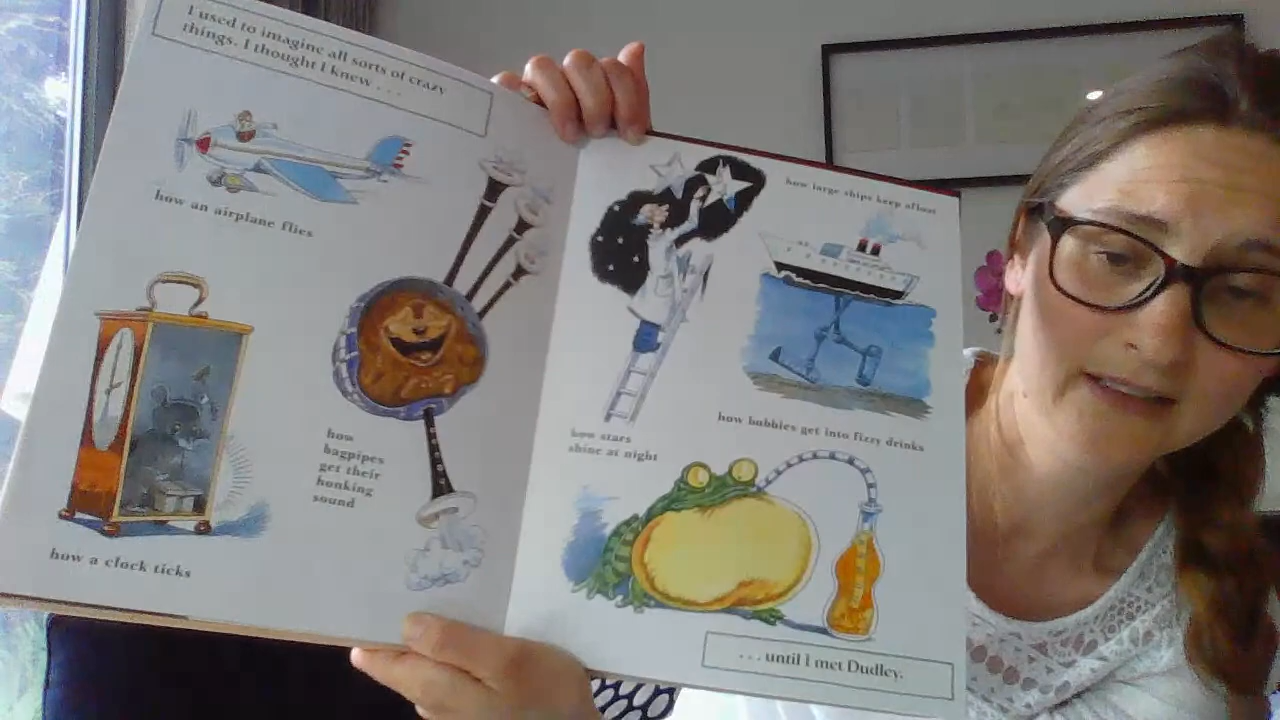 I used to imagine all sorts of crazy
things. I thought I knew . . .
how an airplane flies
how a clock ticks
how
bagpipes
get their
honking
sound
how large ships keep afloat
how stars
shine at night
how bubbles get into fizzy drinks
. . . until I met Dudley.